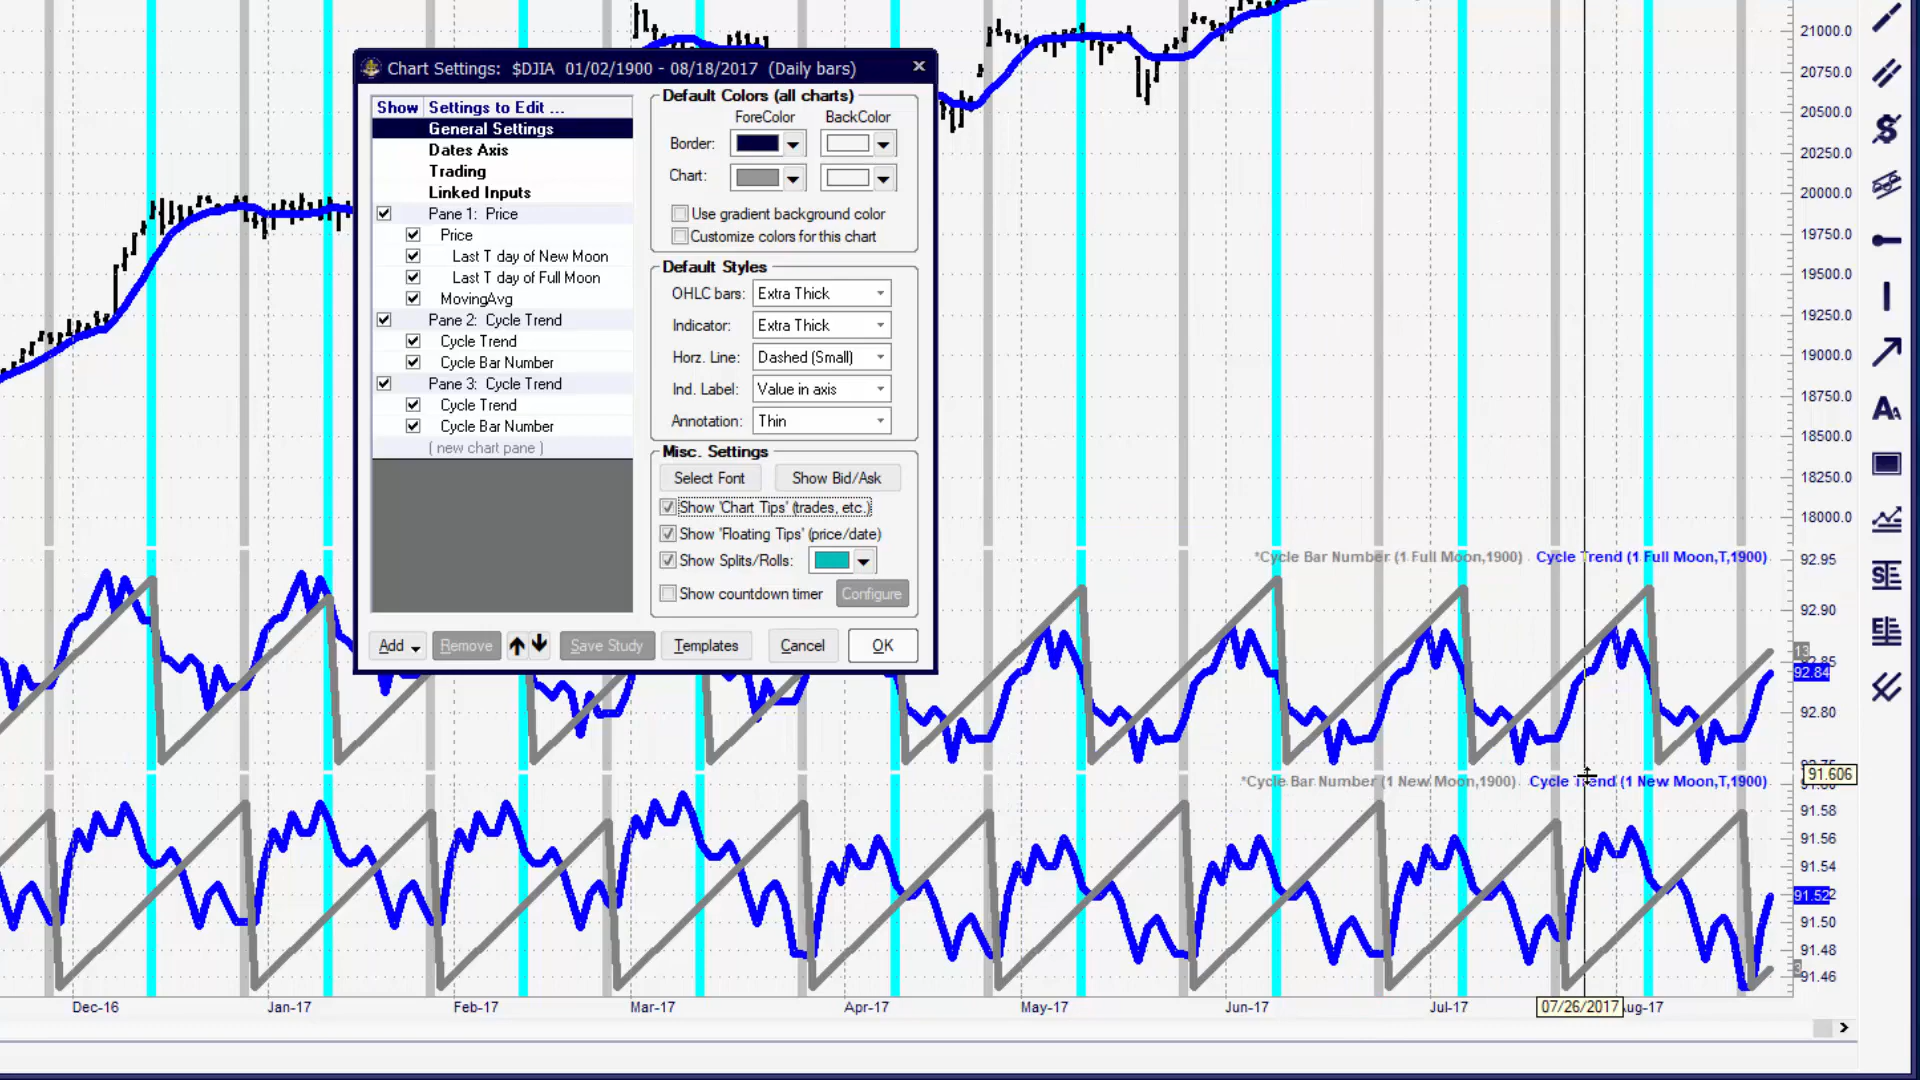 Chart Settings: $DJIA 01/02/1900 - 08/18/2017 (Daily bars)
Show Settings to Edit ...
General Settings
Dates Axis
Trading
Linked Inputs
Pane 1: Price
Price
Last T day of New Moon
Last T day of Full Moon
MovingAvg
Pane 2: Cycle Trend
Cycle Trend
Cycle Bar Number
Pane 3: Cycle Trend
Cycle Trend
Cycle Bar Number
( new chart pane )
Default Colors (all charts)
ForeColor BackColor
Border:
Chart:
Use gradient background color
Customize colors for this chart
Default Styles
OHLC bars: Extra Thick
Indicator: Extra Thick
Horz. Line: Dashed (Small)
Ind. Label: Value in axis
Annotation: Thin
Misc. Settings
Select Font Show Bid/Ask
Show 'Chart Tips' (trades, etc.)
Show 'Floating Tips' (price/date)
Show Splits/Rolls:
Show countdown timer Configure
Add Remove Save Study Templates Cancel OK
21000.0
20750.0
20500.0
20250.0
20000.0
19750.0
19500.0
19250.0
19000.0
18750.0
18500.0
18250.0
18000.0
*Cycle Bar Number (1 Full Moon,1900) Cycle Trend (1 Full Moon,T,1900)
92.95
92.90
13
92.85
92.84
92.80
91.606
*Cycle Bar Number (1 New Moon,1900) Cycle Trend (1 New Moon,T,1900)
91.58
91.56
91.54
91.52
91.50
91.48
91.46
Dec-16 Jan-17 Feb-17 Mar-17 Apr-17 May-17 Jun-17 Jul-17 07/26/2017 Aug-17